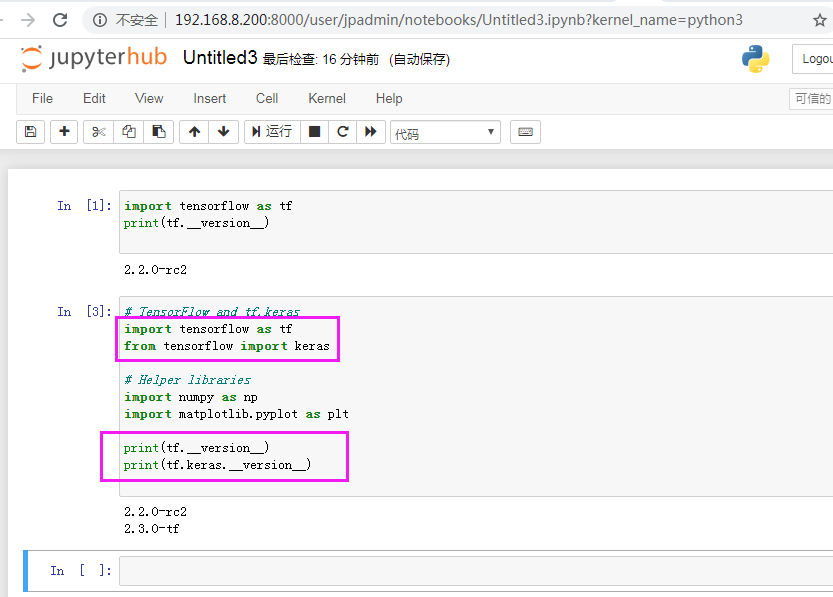 不安全 192.168.8.200:8000/user/jpadmin/notebooks/Untitled3.ipynb?kernel_name=python3
jupyterhub Untitled3 最后检查: 16 分钟前 (自动保存)
Logou
File Edit View Insert Cell Kernel Help
可信的
运行 代码
In [1]: import tensorflow as tf
print(tf.__version__)
2.2.0-rc2
In [3]: # TensorFlow and tf.keras
import tensorflow as tf
from tensorflow import keras
# Helper libraries
import numpy as np
import matplotlib.pyplot as plt
print(tf.__version__)
print(tf.keras.__version__)
2.2.0-rc2
2.3.0-tf
In [ ]: